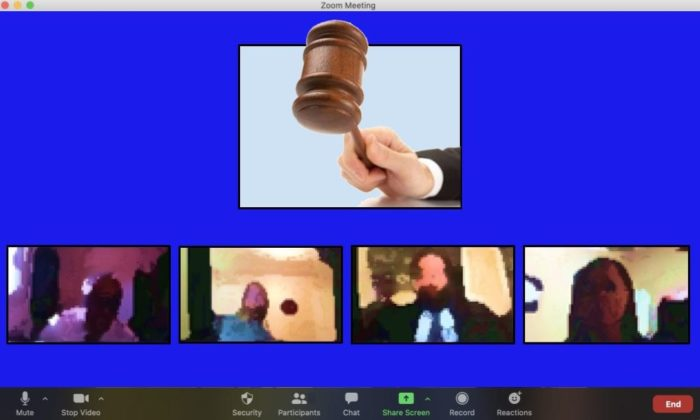 Zoom Meeting
Mute
Stop Video
Security
Participants
Chat
Share Screen
Record
Reactions
End